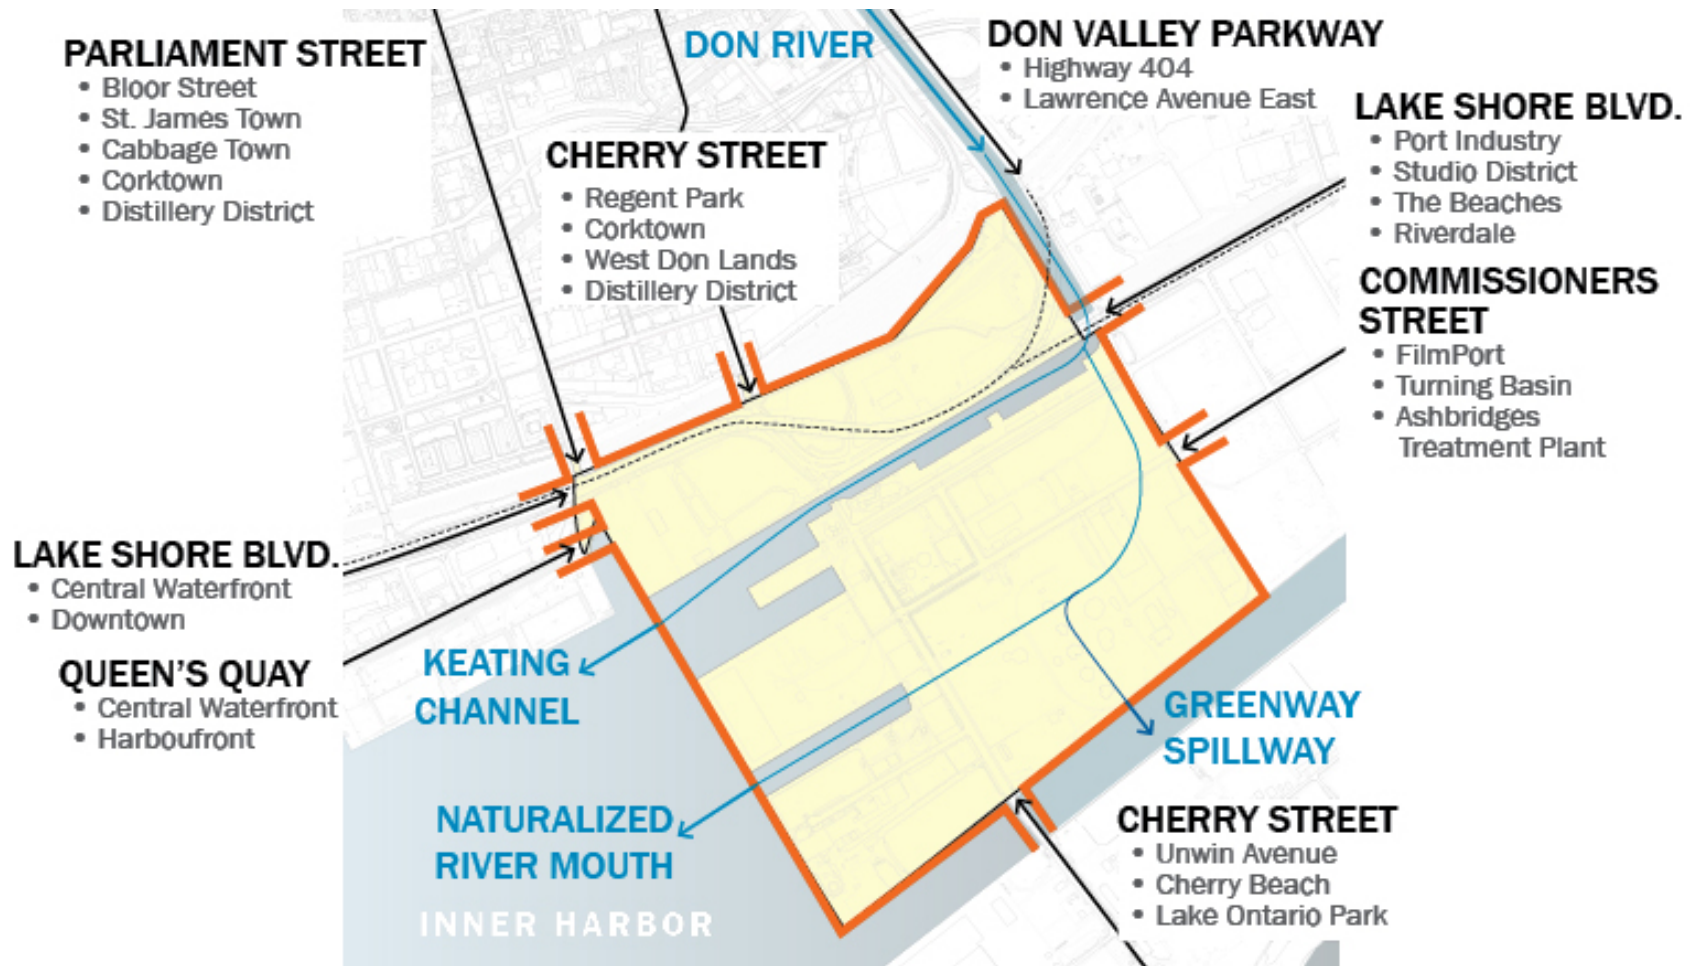 PARLIAMENT STREET
• Bloor Street
• St. James Town
• Cabbage Town
• Corktown
• Distillery District
DON RIVER
DON VALLEY PARKWAY
• Highway 404
• Lawrence Avenue East
CHERRY STREET
• Regent Park
• Corktown
• West Don Lands
• Distillery District
LAKE SHORE BLVD.
• Port Industry
• Studio District
• The Beaches
• Riverdale
COMMISSIONERS
STREET
• FilmPort
• Turning Basin
• Ashbridges
Treatment Plant
LAKE SHORE BLVD.
• Central Waterfront
• Downtown
QUEEN'S QUAY
• Central Waterfront
• Harboufront
KEATING
CHANNEL
NATURALIZED
RIVER MOUTH
INNER HARBOR
GREENWAY
SPILLWAY
CHERRY STREET
• Unwin Avenue
• Cherry Beach
• Lake Ontario Park